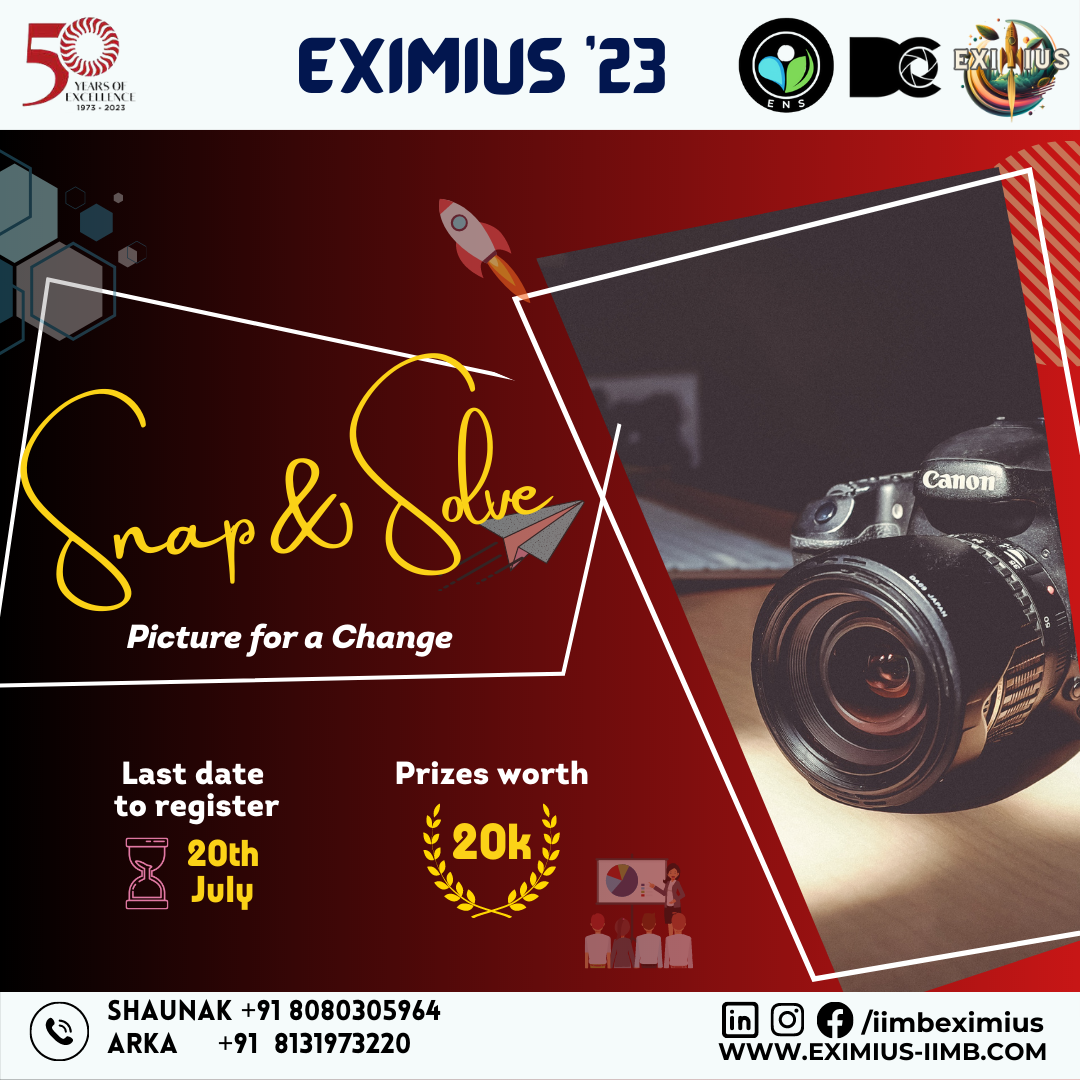 50
YEARS OF
EXCELLENCE
1973 - 2023
EXIMIUS '23
ENS
DC
EXIMIUS
Snap & Solve
Picture for a Change
Canon
Last date
to register
20th
July
Prizes worth
20k
SHAUNAK +91 8080305964
ARKA +91 8131973220
/iimbeximius
WWW.EXIMIUS-IIMB.COM